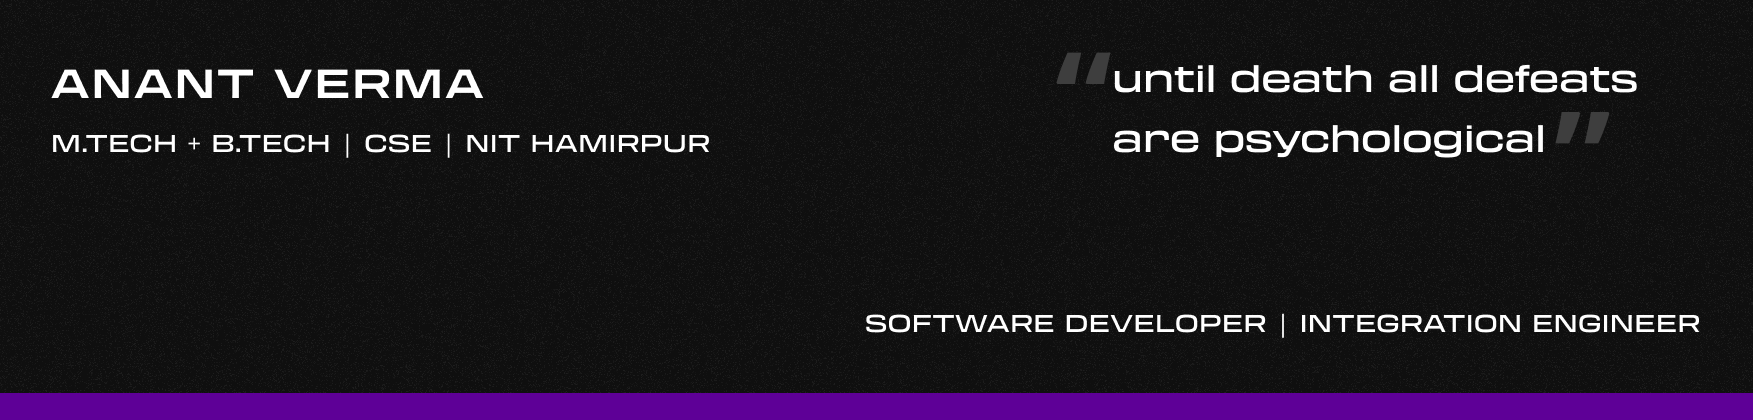 ANANT VERMA
M.TECH + B.TECH | CSE | NIT HAMIRPUR
"until death all defeats
are psychological"
SOFTWARE DEVELOPER | INTEGRATION ENGINEER